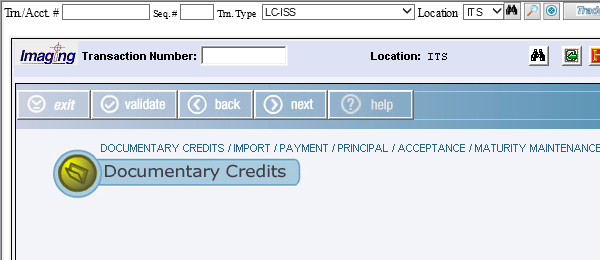 Trn./Acct. # Seq. # Trn. Type LC-ISS Location ITS
Imaging Transaction Number: Location: ITS
exit validate back next help
DOCUMENTARY CREDITS / IMPORT / PAYMENT / PRINCIPAL / ACCEPTANCE / MATURITY MAINTENANCE
Documentary Credits